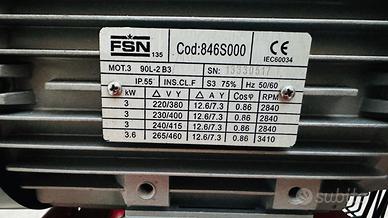 FSN 135 Cod:846S000 CE
IEC60034
MOT.3 90L-2 B3 SN: 13330517
IP.55 INS.CL.F S3 75% Hz 50/60
kW △ V Y △ A Y Cosφ RPM
3 220/380 12.6/7.3 0.86 2840
3 230/400 12.6/7.3 0.86 2840
3 240/415 12.6/7.3 0.86 2840
3.6 265/460 12.6/7.3 0.86 3410
subito